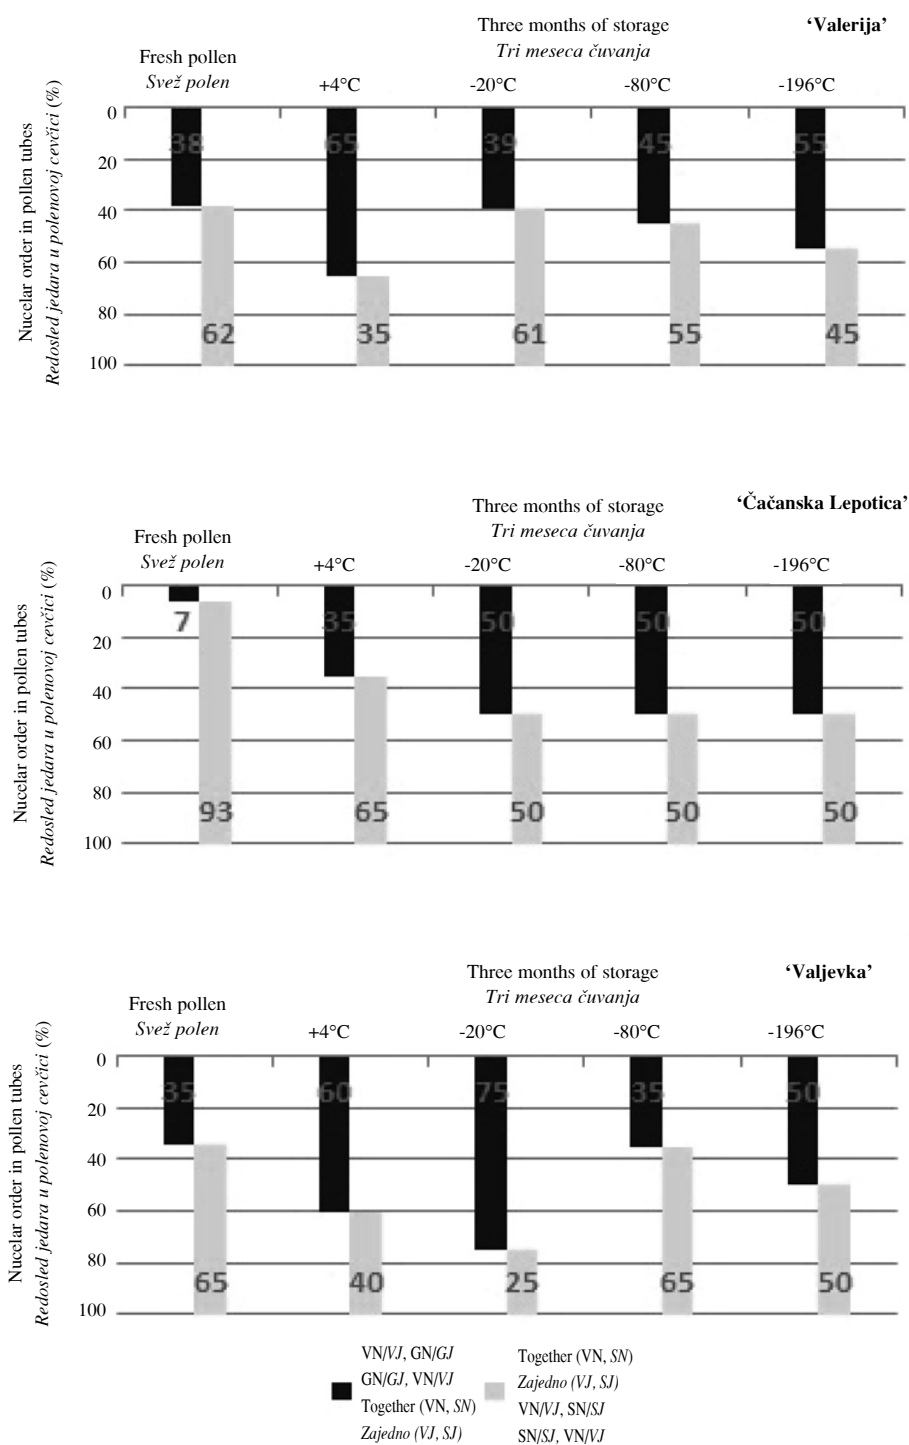 Three months of storage
‘Valerija’
Tri meseca čuvanja
Fresh pollen
Svež polen
+4°C
-20°C
-80°C
-196°C
Nucelar order in pollen tubes
Redosled jedara u polenovoj cevčici (%)
0
20
40
60
80
100
38
65
39
45
55
62
35
61
55
45
‘Čačanska Lepotica’
Three months of storage
Tri meseca čuvanja
Fresh pollen
Svež polen
+4°C
-20°C
-80°C
-196°C
Nucelar order in pollen tubes
Redosled jedara u polenovoj cevčici (%)
0
20
40
60
80
100
7
35
50
50
50
93
65
50
50
50
Three months of storage
‘Valjevka’
Tri meseca čuvanja
Fresh pollen
Svež polen
+4°C
-20°C
-80°C
-196°C
Nucelar order in pollen tubes
Redosled jedara u polenovoj cevčici (%)
0
20
40
60
80
100
35
60
75
35
50
65
40
25
65
50
VN/VJ, GN/GJ
GN/GJ, VN/VJ
Together (VN, SN)
Zajedno (VJ, SJ)
Together (VN, SN)
Zajedno (VJ, SJ)
VN/VJ, SN/SJ
SN/SJ, VN/VJ